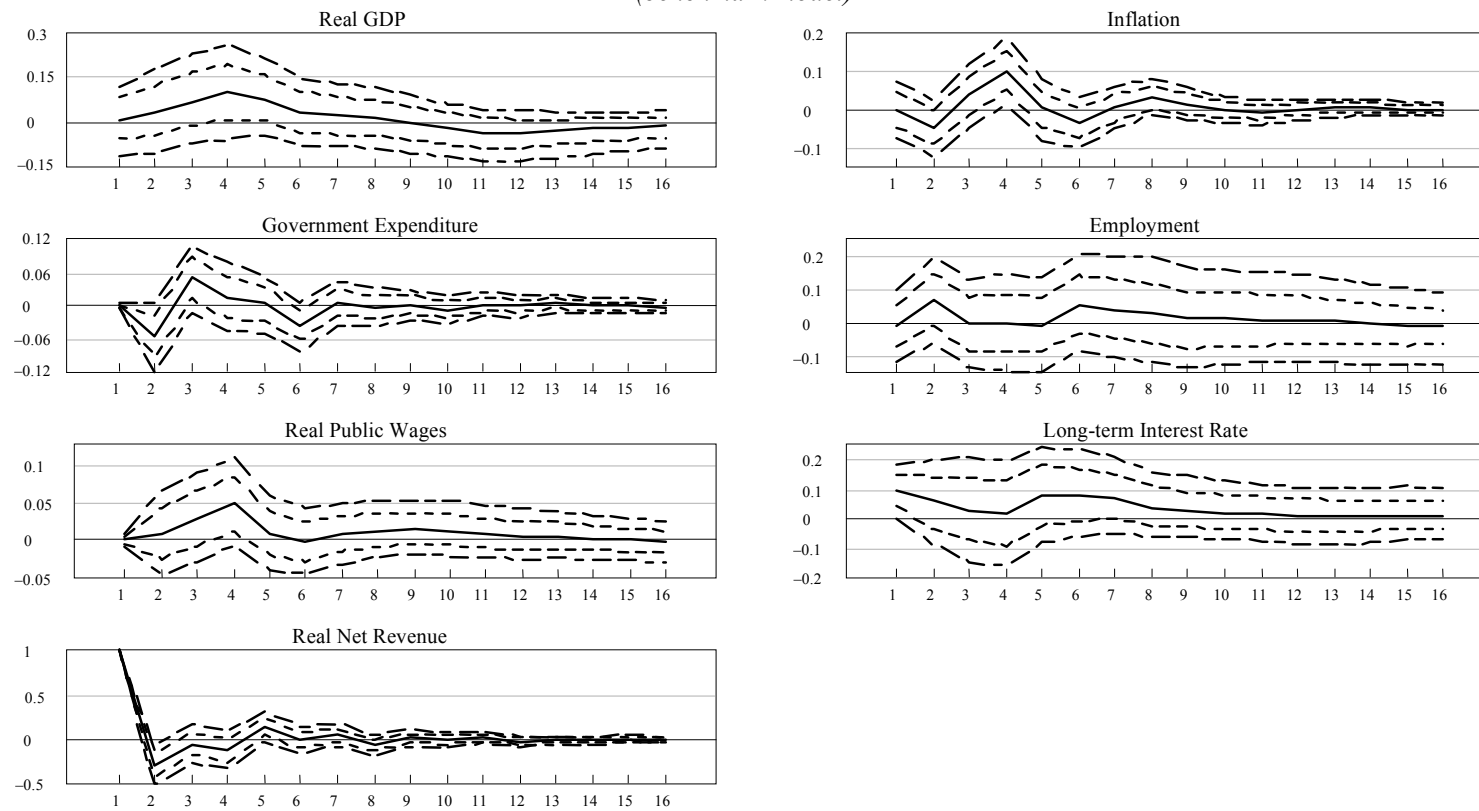 Real GDP
0.3
0.15
0
–0.15
1 2 3 4 5 6 7 8 9 10 11 12 13 14 15 16
Inflation
0.2
0.1
0
–0.1
1 2 3 4 5 6 7 8 9 10 11 12 13 14 15 16
Government Expenditure
0.12
0.06
0
–0.06
–0.12
1 2 3 4 5 6 7 8 9 10 11 12 13 14 15 16
Employment
0.2
0.1
0
–0.1
1 2 3 4 5 6 7 8 9 10 11 12 13 14 15 16
Real Public Wages
0.1
0.05
0
–0.05
1 2 3 4 5 6 7 8 9 10 11 12 13 14 15 16
Long-term Interest Rate
0.2
0.1
0
–0.1
–0.2
1 2 3 4 5 6 7 8 9 10 11 12 13 14 15 16
Real Net Revenue
1
0.5
0
–0.5
1 2 3 4 5 6 7 8 9 10 11 12 13 14 15 16